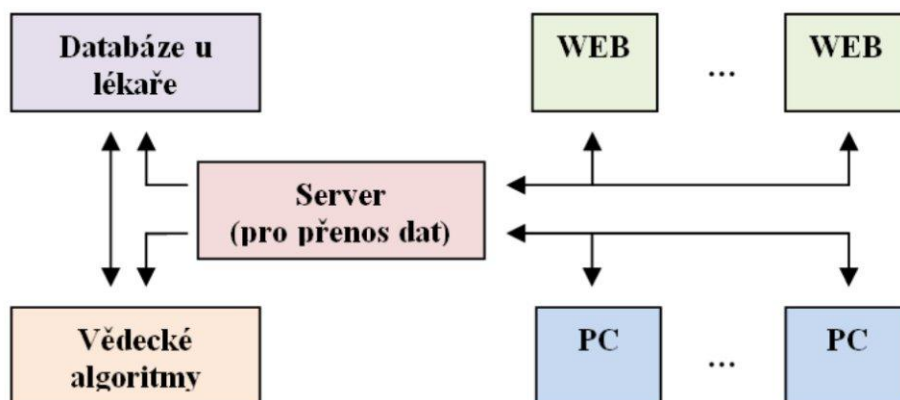 Databáze u
lékaře
WEB
...
WEB
Server
(pro přenos dat)
Vědecké
algoritmy
PC
...
PC